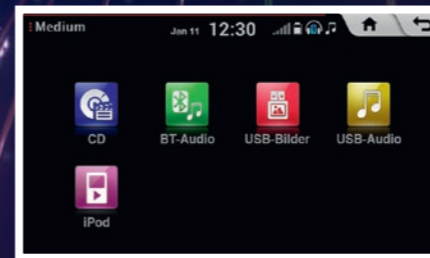 Medium
Jan 11 12:30
CD
BT-Audio
USB-Bilder
USB-Audio
iPod